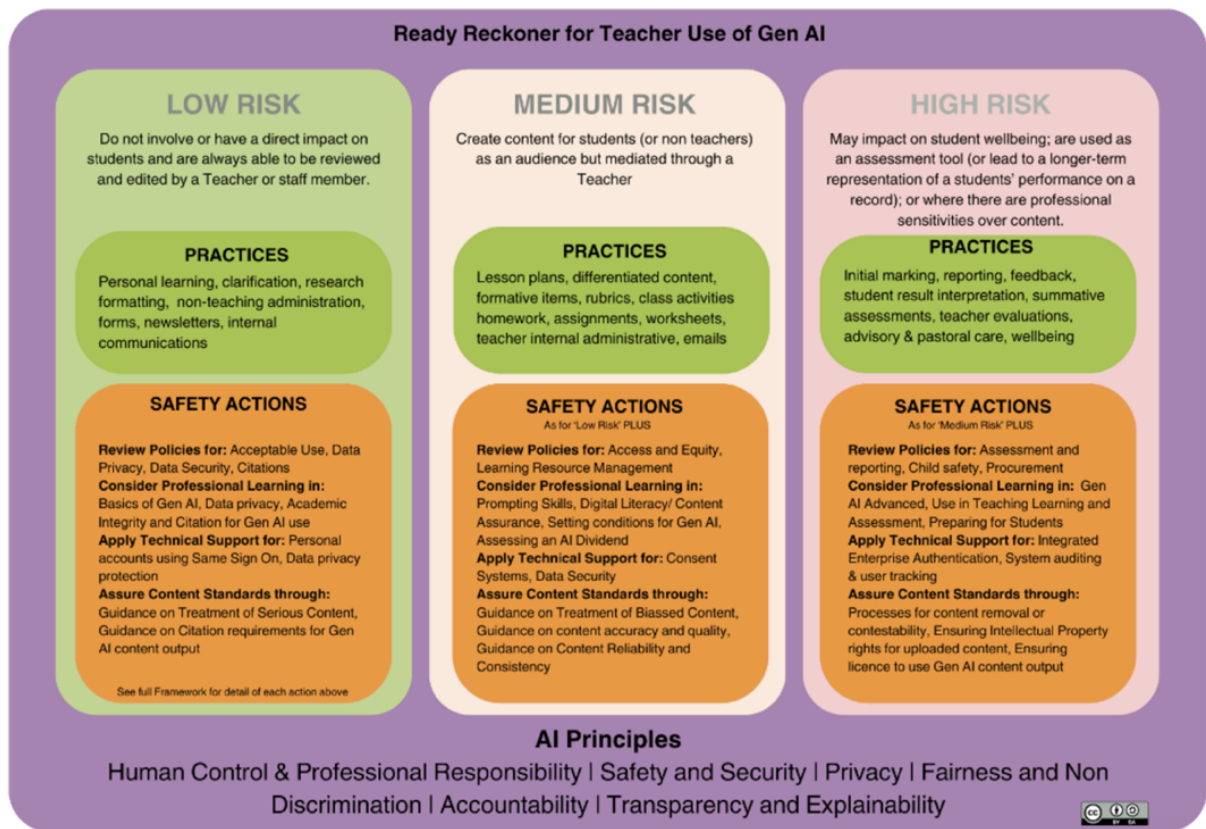 Ready Reckoner for Teacher Use of Gen AI
LOW RISK
Do not involve or have a direct impact on
students and are always able to be reviewed
and edited by a Teacher or staff member.
PRACTICES
Personal learning, clarification, research
formatting, non-teaching administration,
forms, newsletters, internal
communications
SAFETY ACTIONS
Review Policies for: Acceptable Use, Data
Privacy, Data Security, Citations
Consider Professional Learning in:
Basics of Gen AI, Data privacy, Academic
Integrity and Citation for Gen AI use
Apply Technical Support for: Personal
accounts using Same Sign On, Data privacy
protection
Assure Content Standards through:
Guidance on Treatment of Serious Content,
Guidance on Citation requirements for Gen
AI content output
See full Framework for detail of each action above
MEDIUM RISK
Create content for students (or non teachers)
as an audience but mediated through a
Teacher
PRACTICES
Lesson plans, differentiated content,
formative items, rubrics, class activities
homework, assignments, worksheets,
teacher internal administrative, emails
SAFETY ACTIONS
As for 'Low Risk' PLUS
Review Policies for: Access and Equity,
Learning Resource Management
Consider Professional Learning in:
Prompting Skills, Digital Literacy/ Content
Assurance, Setting conditions for Gen AI,
Assessing an AI Dividend
Apply Technical Support for: Consent
Systems, Data Security
Assure Content Standards through:
Guidance on Treatment of Biassed Content,
Guidance on content accuracy and quality,
Guidance on Content Reliability and
Consistency
HIGH RISK
May impact on student wellbeing; are used as
an assessment tool (or lead to a longer-term
representation of a students' performance on a
record); or where there are professional
sensitivities over content.
PRACTICES
Initial marking, reporting, feedback,
student result interpretation, summative
assessments, teacher evaluations,
advisory & pastoral care, wellbeing
SAFETY ACTIONS
As for 'Medium Risk' PLUS
Review Policies for: Assessment and
reporting, Child safety, Procurement
Consider Professional Learning in: Gen
AI Advanced, Use in Teaching Learning and
Assessment, Preparing for Students
Apply Technical Support for: Integrated
Enterprise Authentication, System auditing
& user tracking
Assure Content Standards through:
Processes for content removal or
contestability, Ensuring Intellectual Property
rights for uploaded content, Ensuring
licence to use Gen AI content output
AI Principles
Human Control & Professional Responsibility | Safety and Security | Privacy | Fairness and Non
Discrimination | Accountability | Transparency and Explainability
cc
BY SA